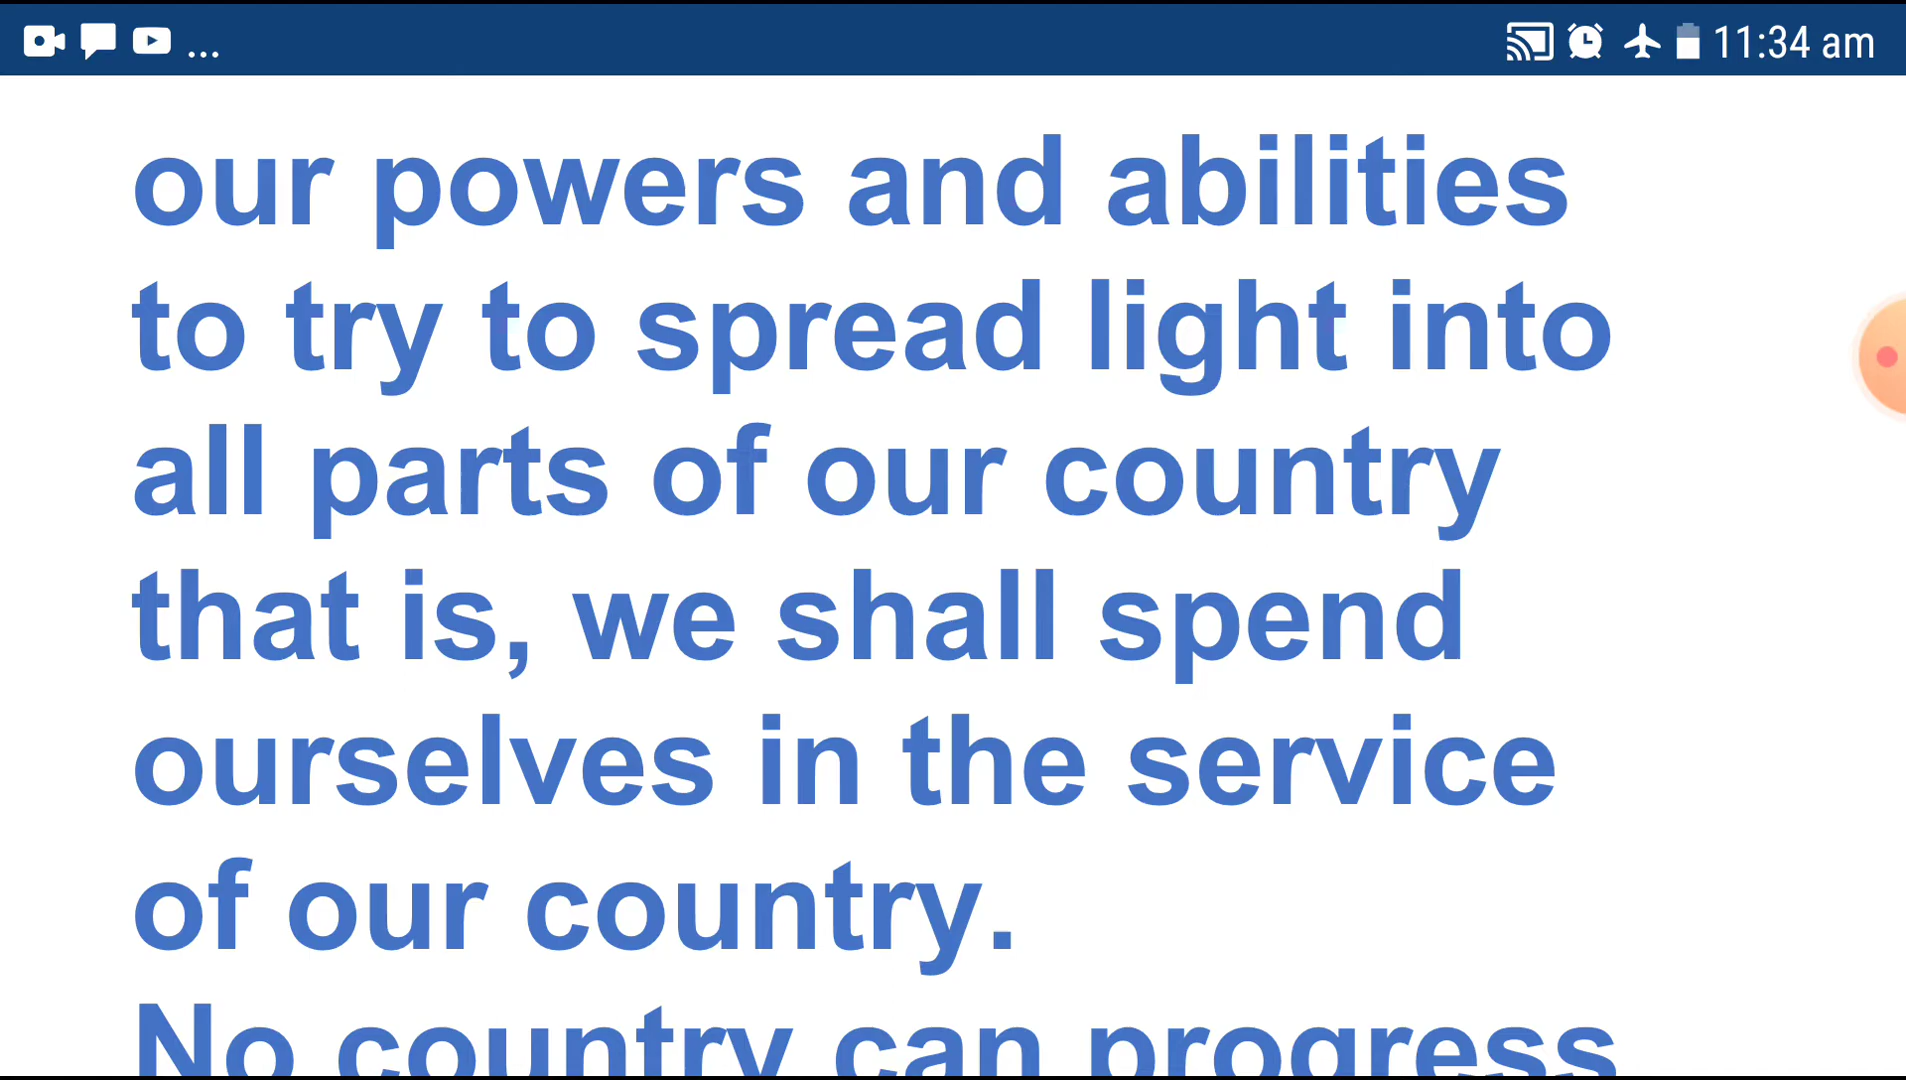 ... 11:34 am
our powers and abilities
to try to spread light into
all parts of our country
that is, we shall spend
ourselves in the service
of our country.
No country can progress